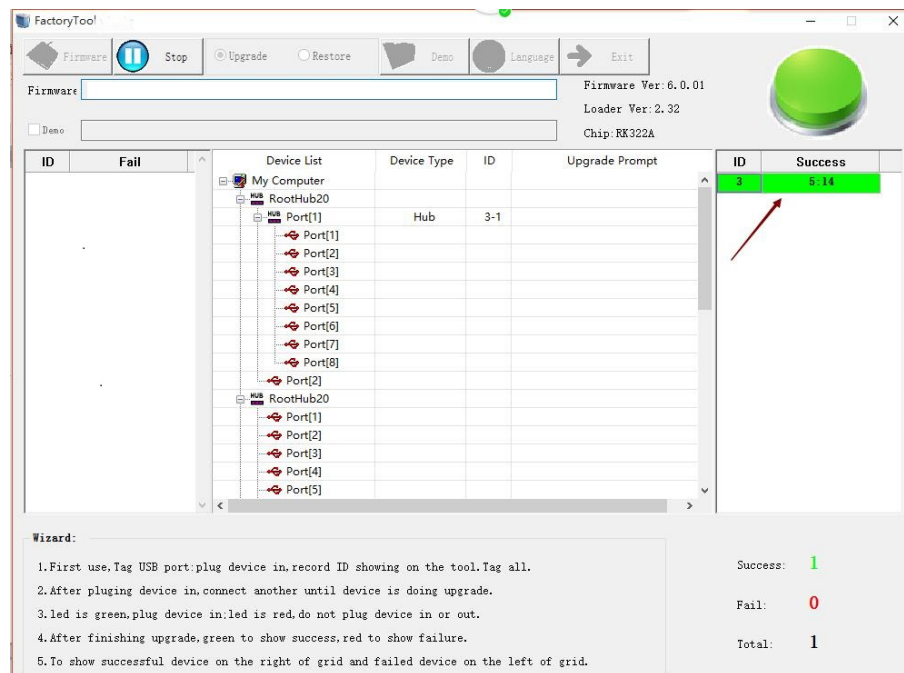 FactoryTool
Firmware Stop Upgrade Restore Demo Language Exit
Firmware
Firmware Ver:6.0.01
Loader Ver:2.32
Demo
Chip:RK322A
ID Fail
Device List Device Type ID Upgrade Prompt
ID Success
My Computer
3 5:14
HUB RootHub20
HUB Port[1] Hub 3-1
Port[1]
Port[2]
Port[3]
Port[4]
Port[5]
Port[6]
Port[7]
Port[8]
Port[2]
HUB RootHub20
Port[1]
Port[2]
Port[3]
Port[4]
Port[5]
Wizard:
1.First use,Tag USB port:plug device in,record ID showing on the tool.Tag all.
2.After pluging device in,connect another until device is doing upgrade.
3.led is green,plug device in;led is red,do not plug device in or out.
4.After finishing upgrade,green to show success,red to show failure.
5.To show successful device on the right of grid and failed device on the left of grid.
Success: 1
Fail: 0
Total: 1